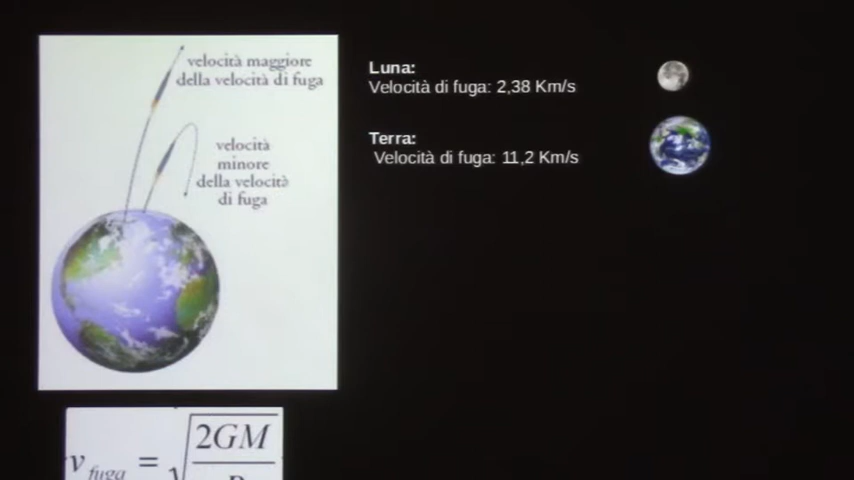 velocità maggiore
della velocità di fuga
velocità
minore
della velocità
di fuga
Luna:
Velocità di fuga: 2,38 Km/s
Terra:
Velocità di fuga: 11,2 Km/s
v fuga = √2GM